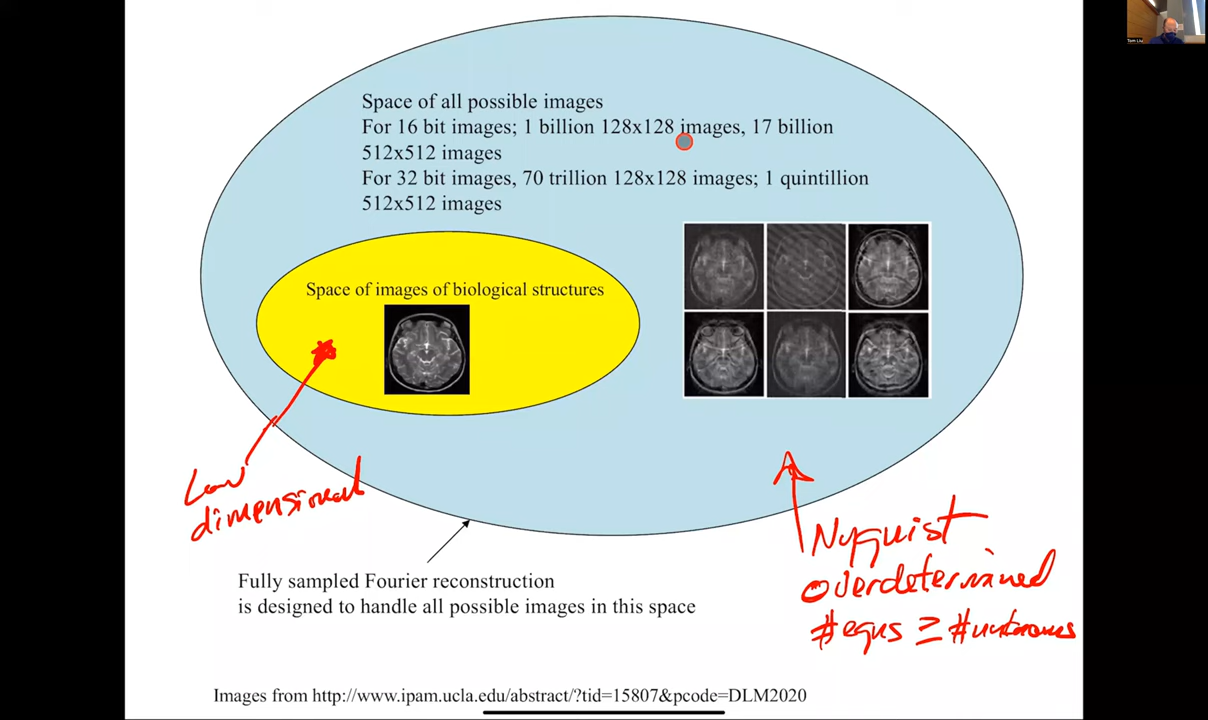 Tom Liu
Space of all possible images
For 16 bit images; 1 billion 128x128 images, 17 billion
512x512 images
For 32 bit images, 70 trillion 128x128 images; 1 quintillion
512x512 images
Space of images of biological structures
Low
dimensional
Nyquist
overdetermined
#eqns ≥ #unknowns
Fully sampled Fourier reconstruction
is designed to handle all possible images in this space
Images from http://www.ipam.ucla.edu/abstract/?tid=15807&pcode=DLM2020